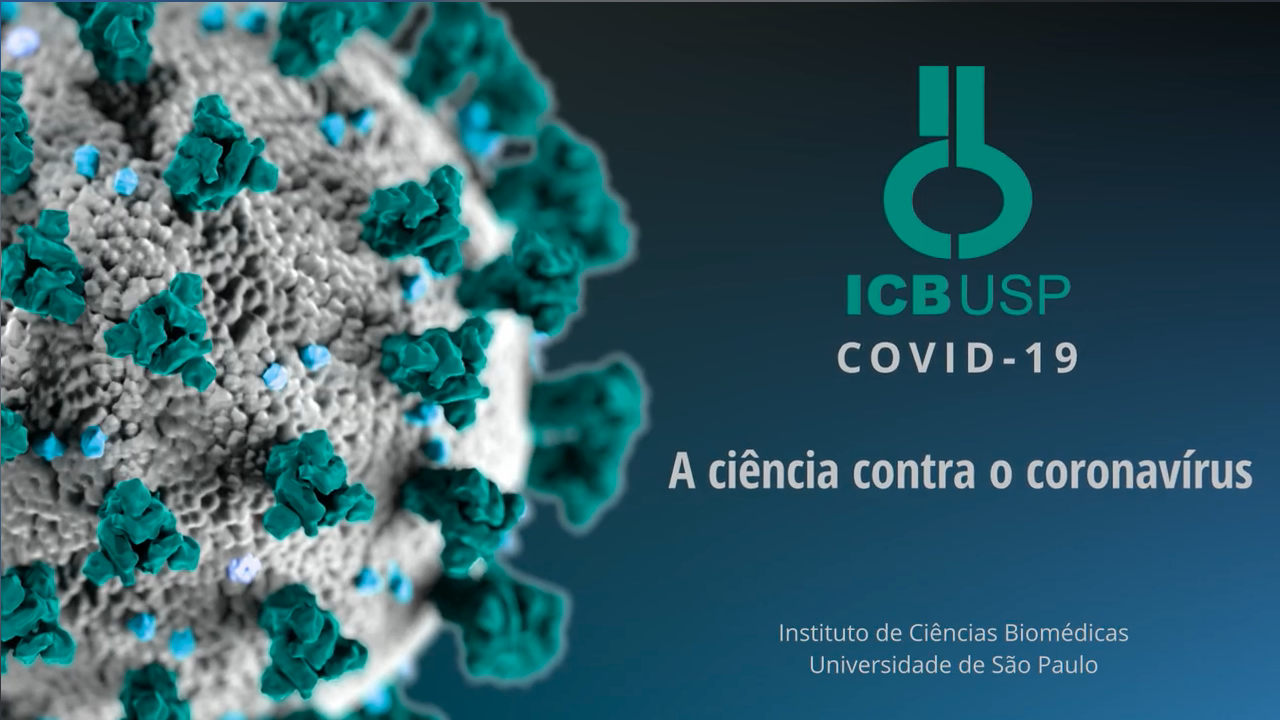 ICB USP
COVID-19
A ciência contra o coronavírus
Instituto de Ciências Biomédicas
Universidade de São Paulo